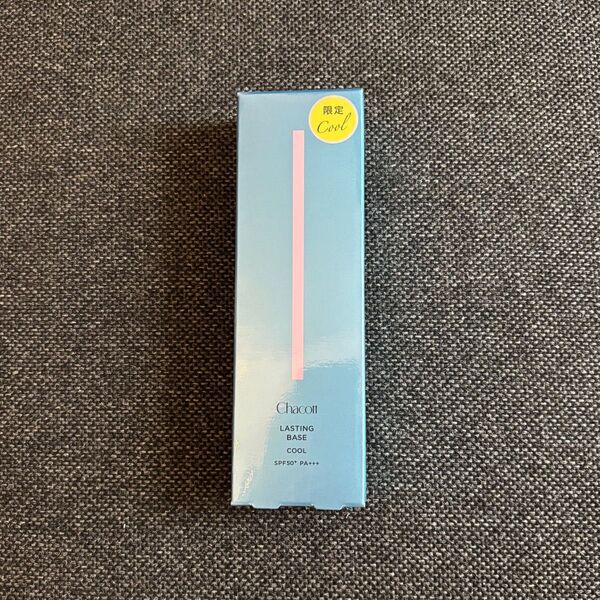 限定
Cool
Chacott
LASTING
BASE
COOL
SPF50+ PA+++